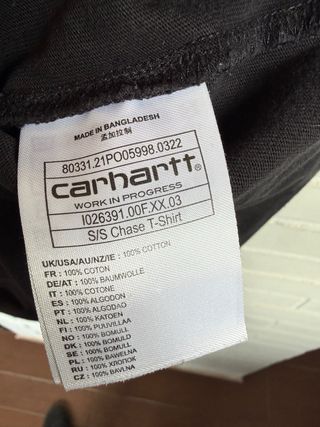 MADE IN BANGLADESH
孟加拉制
80331.21PO05998.0322
carhartt®
WORK IN PROGRESS
I026391.00F.XX.03
S/S Chase T-Shirt
UK/USA/AU/NZ/IE : 100% COTTON
FR : 100% COTON
DE/AT : 100% BAUMWOLLE
IT : 100% COTONE
ES : 100% ALGODON
PT : 100% ALGODAO
NL : 100% KATOEN
FI : 100% PUUVILLAA
NO : 100% BOMULL
DK : 100% BOMULD
SE : 100% BOMULL
PL : 100% BAWELNA
RU : 100% ХЛОПОК
CZ : 100% BAVLNA